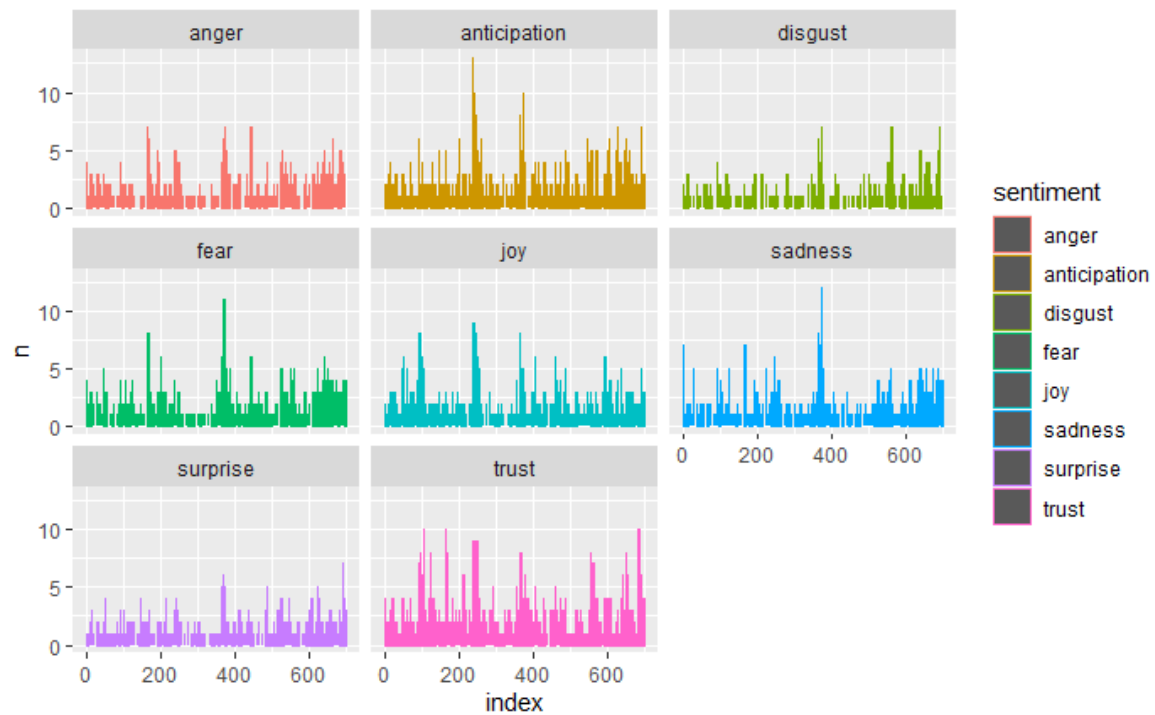 anger anticipation disgust
10
5
0
fear joy sadness
10
5
0
0 200 400 600
surprise trust
10
5
0
0 200 400 600 0 200 400 600
n
index
sentiment
anger
anticipation
disgust
fear
joy
sadness
surprise
trust